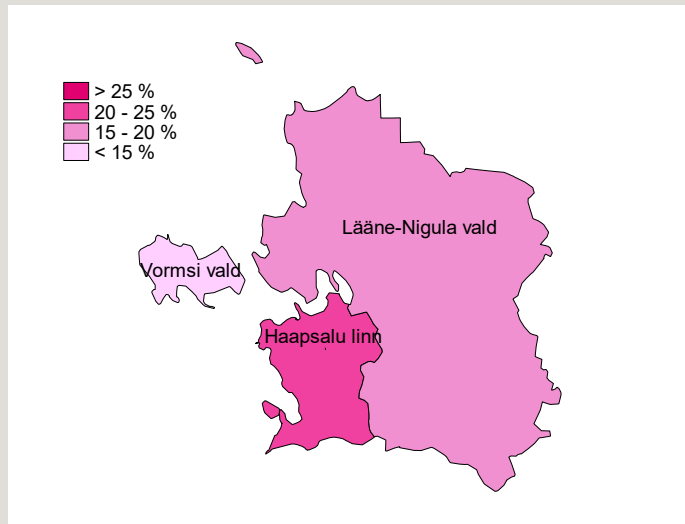 > 25 %
20 - 25 %
15 - 20 %
< 15 %
Lääne-Nigula vald
Vormsi vald
Haapsalu linn